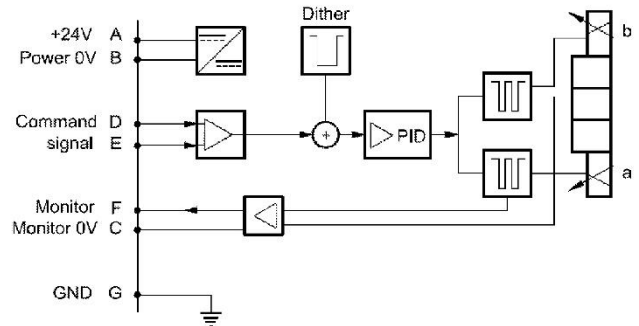 Dither
+24V A
Power 0V B
b
Command D
signal E
+
PID
a
Monitor F
Monitor 0V C
GND G